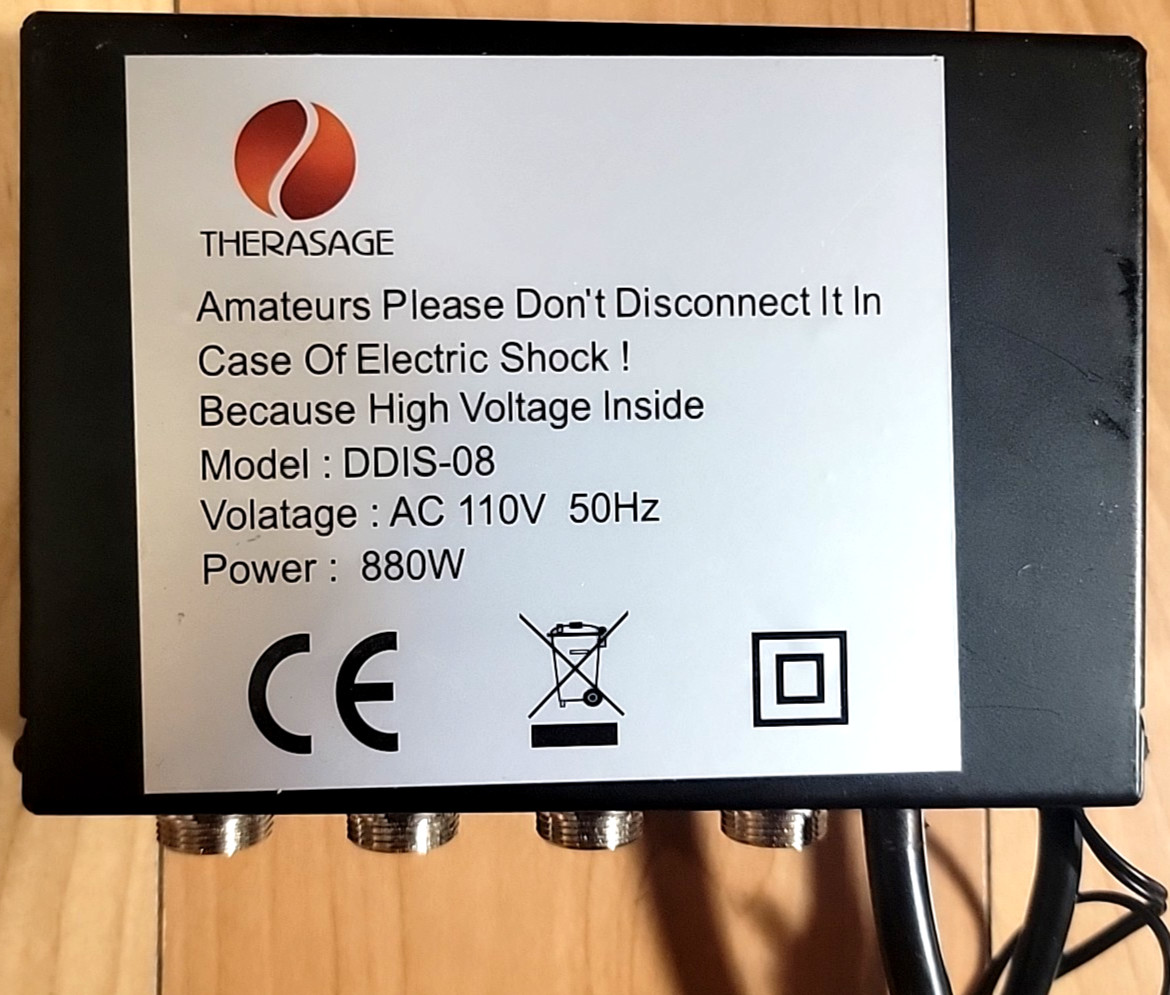 THERASAGE
Amateurs Please Don't Disconnect It In
Case Of Electric Shock !
Because High Voltage Inside
Model : DDIS-08
Volatage : AC 110V 50Hz
Power : 880W
CE